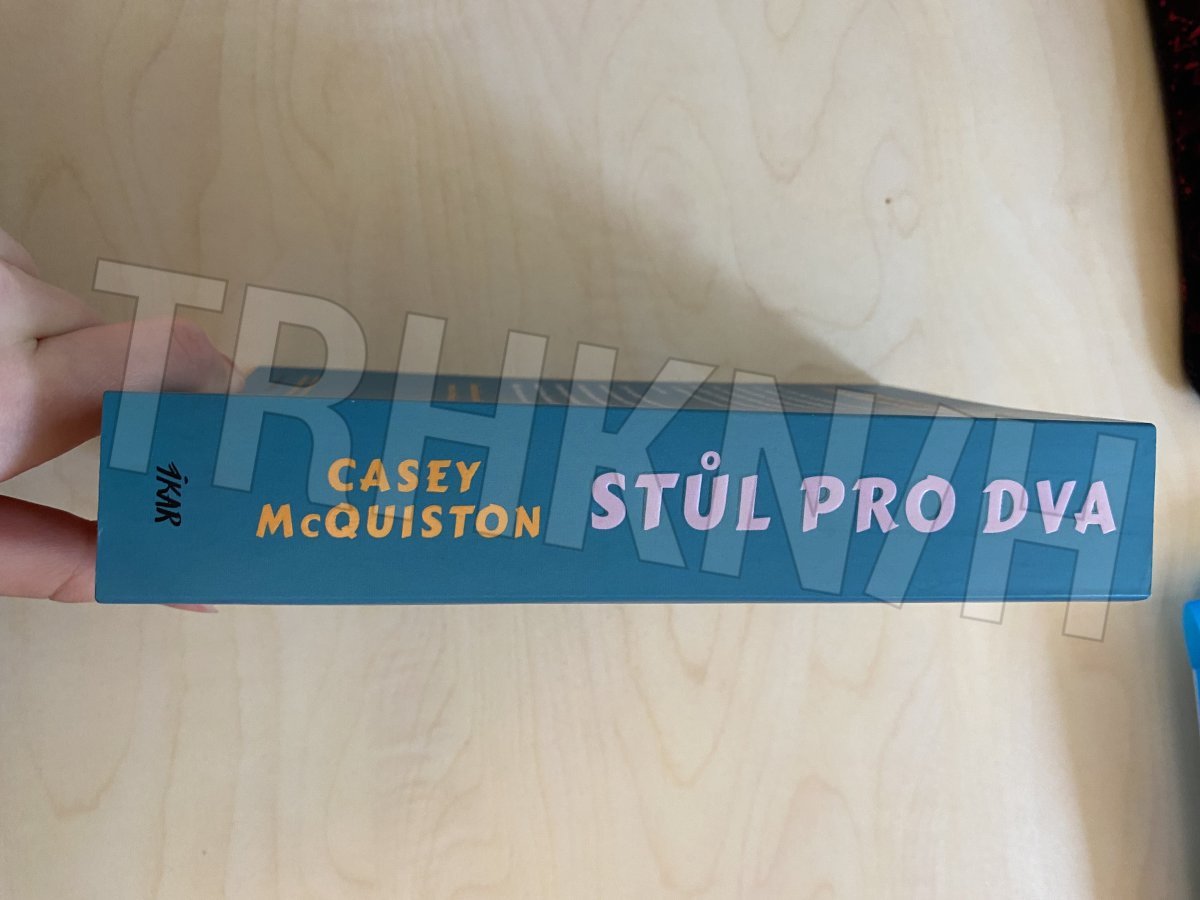 IKAR
CASEY
McQUISTON
STŮL PRO DVA
TRHKNIH